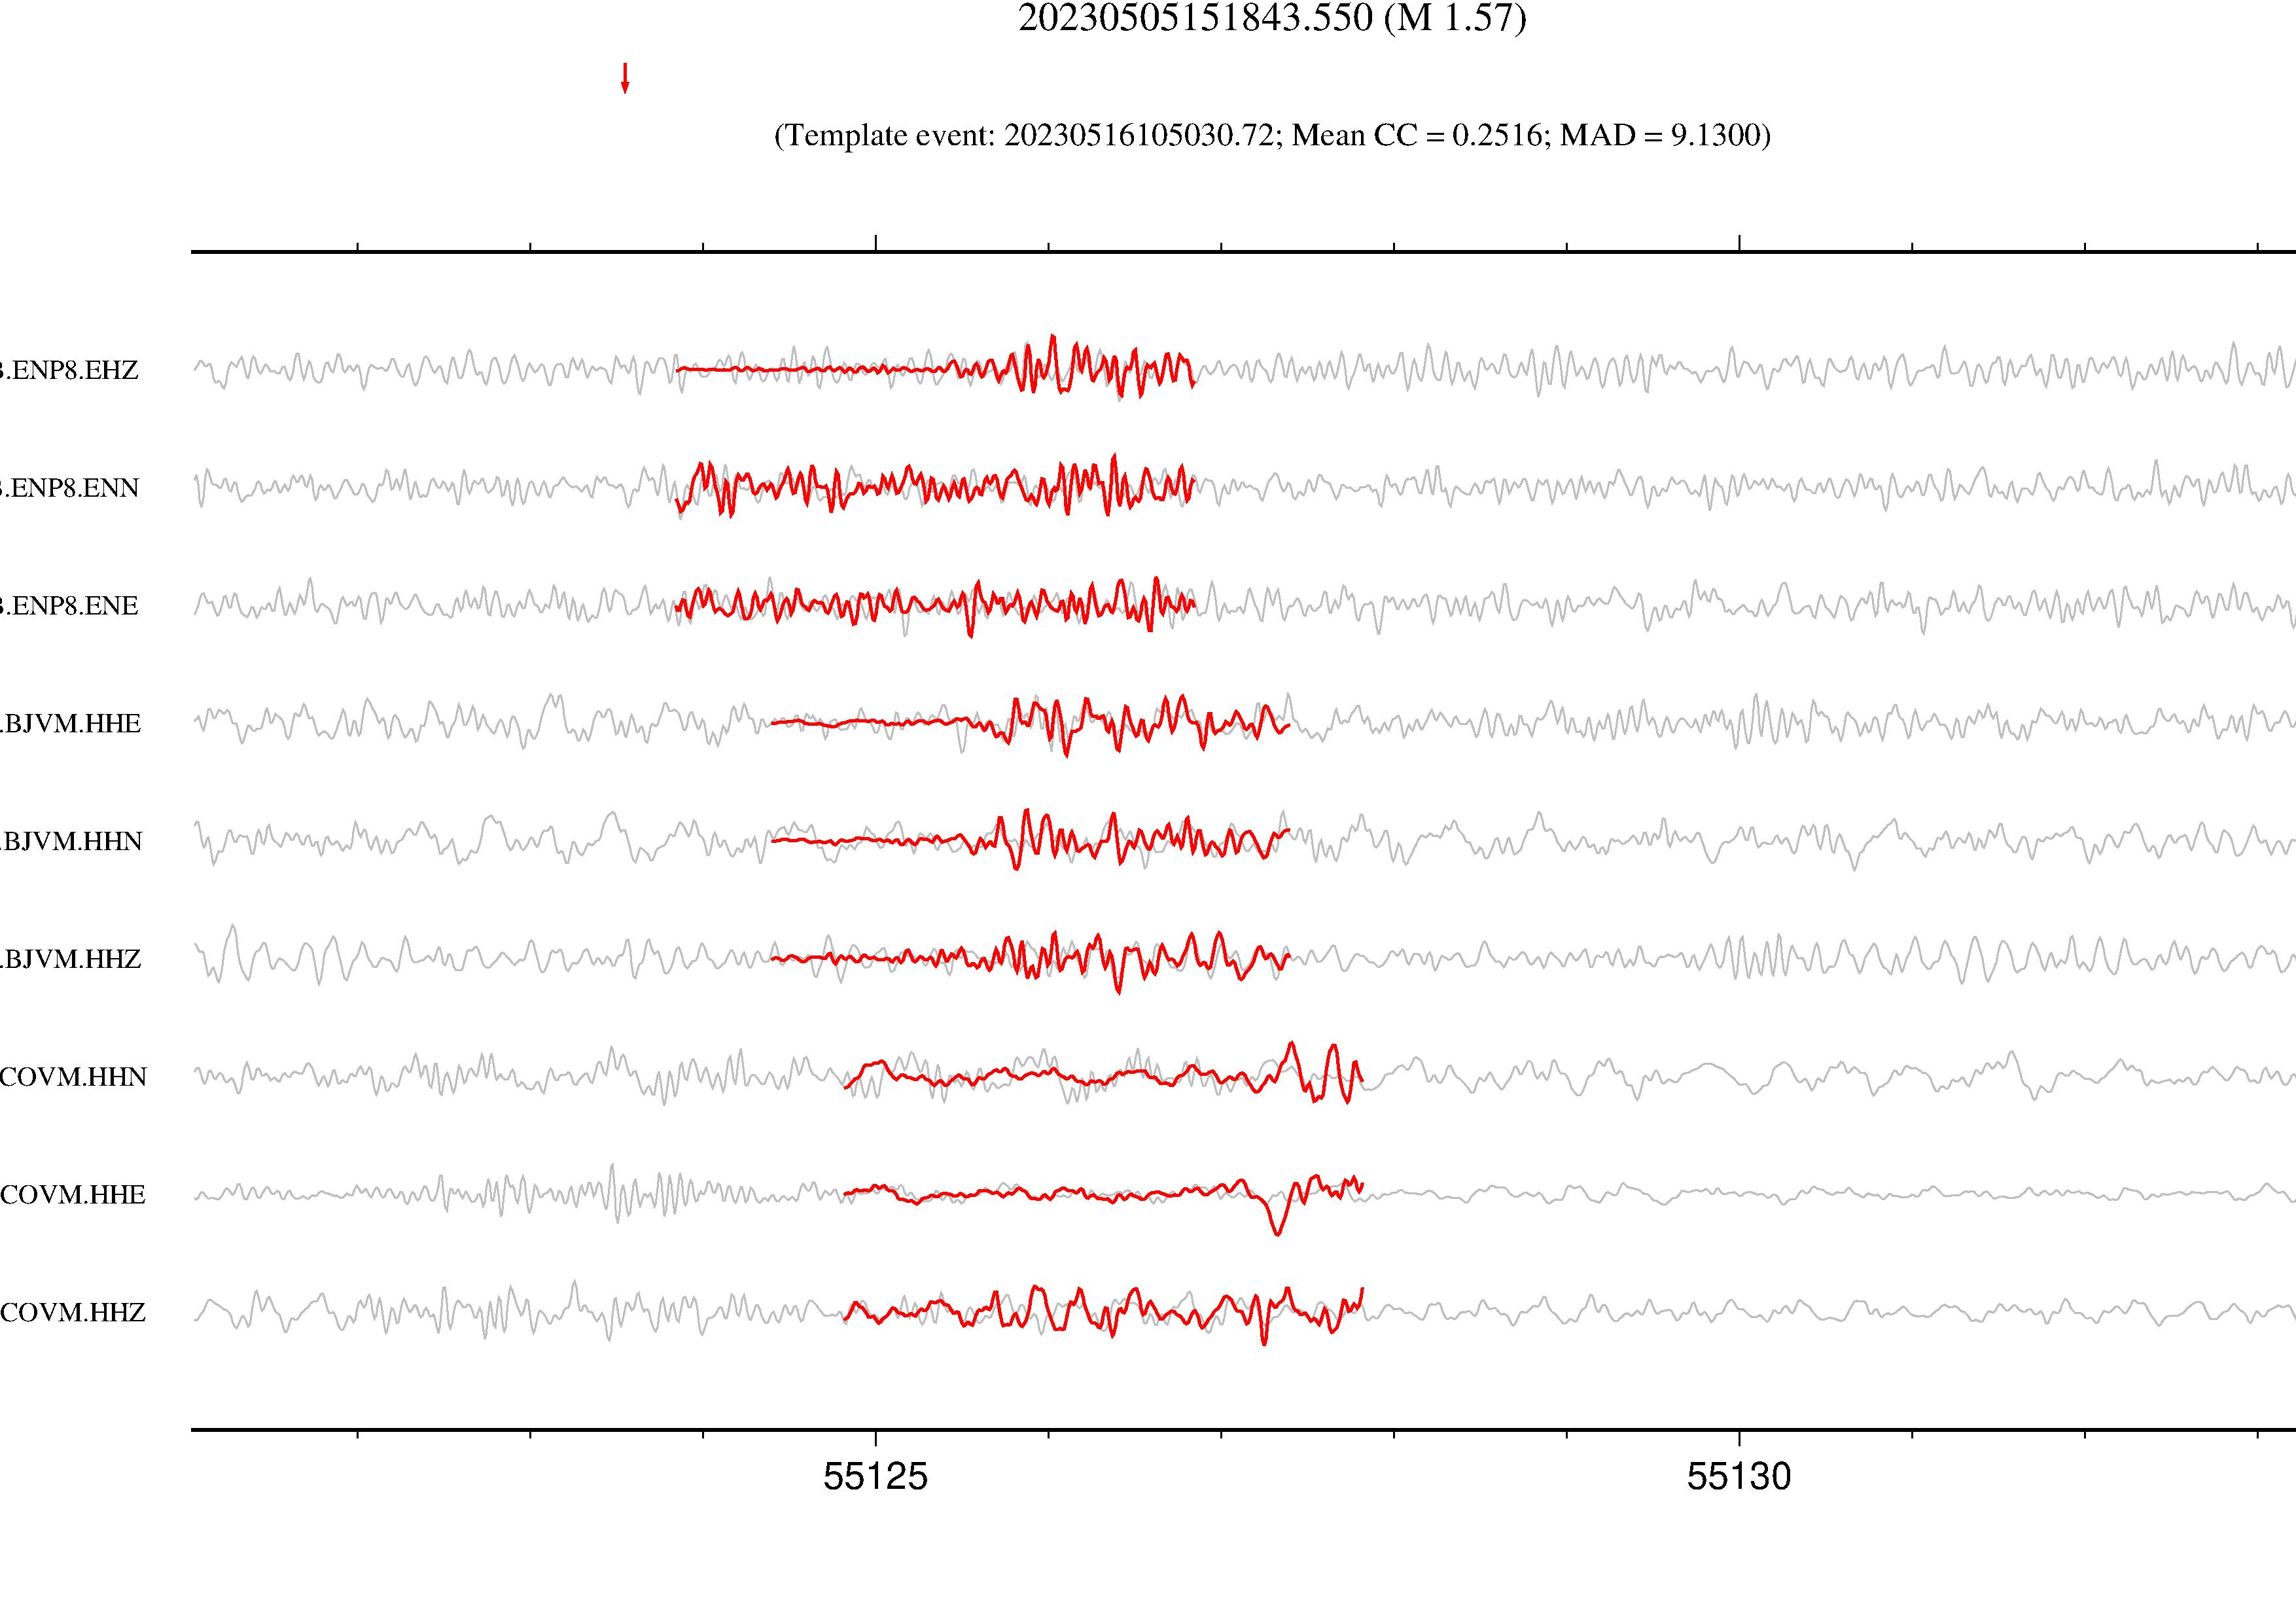 20230505151843.550 (M 1.57)
(Template event: 20230516105030.72; Mean CC = 0.2516; MAD = 9.1300)
.ENP8.EHZ
.ENP8.ENN
.ENP8.ENE
.BJVM.HHE
.BJVM.HHN
.BJVM.HHZ
COVM.HHN
COVM.HHE
COVM.HHZ
55125 55130